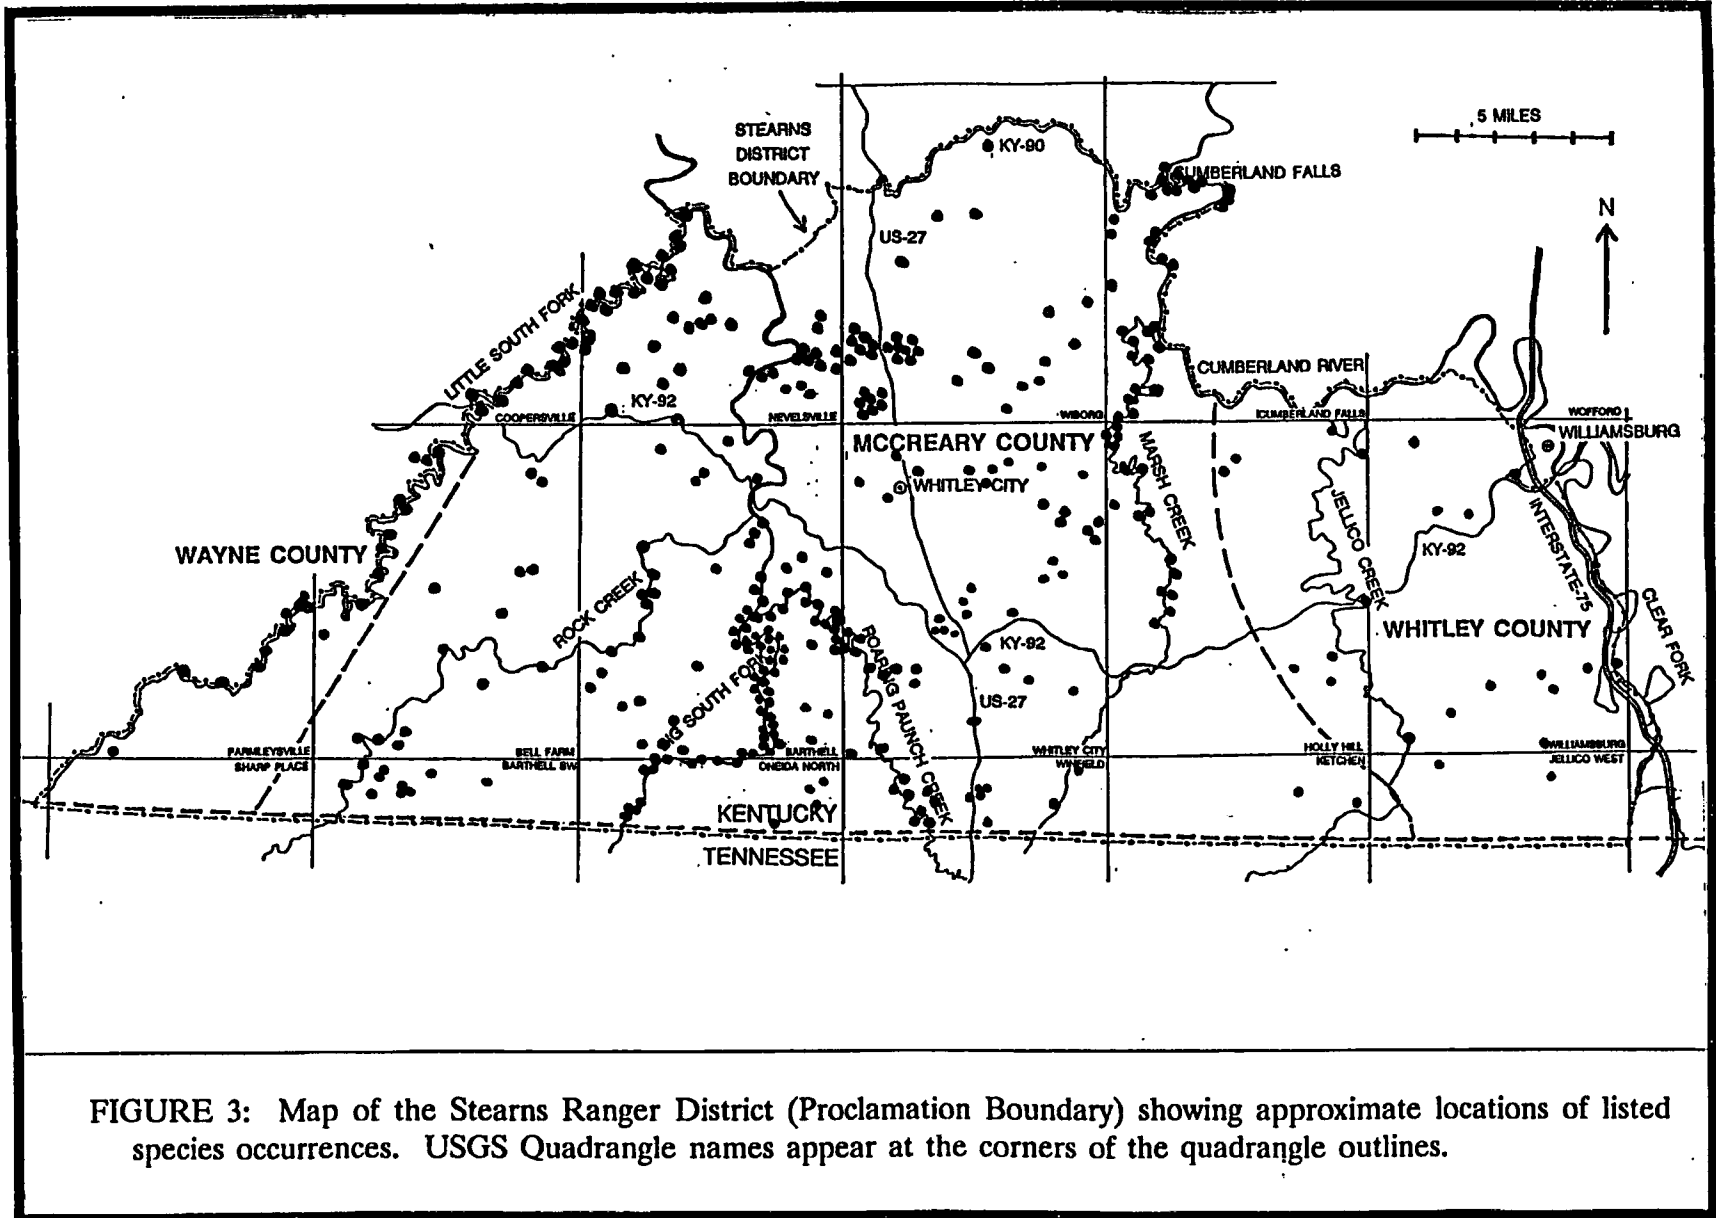 STEARNS
DISTRICT
BOUNDARY
KY-90
5 MILES
CUMBERLAND FALLS
N
US-27
LITTLE SOUTH FORK
KY-92
CUMBERLAND RIVER
COOPERSVILLE
NEVELSVILLE
WIBORG
CUMBERLAND FALLS
WOFFORD
MCCREARY COUNTY
WILLIAMSBURG
WHITLEY CITY
MARSH CREEK
JELLICO CREEK
INTERSTATE-75
KY-92
WAYNE COUNTY
ROCK CREEK
CLEAR FORK
WHITLEY COUNTY
KY-92
ROARING PAUNCH CREEK
BIG SOUTH FORK
US-27
PARMLEYSVILLE
SHARP PLACE
BELL FARM
BARTHELL SW
BARTHELL
ONEIDA NORTH
WHITLEY CITY
WINFIELD
HOLLY HILL
KETCHEN
WILLIAMSBURG
JELLICO WEST
KENTUCKY
TENNESSEE
FIGURE 3: Map of the Stearns Ranger District (Proclamation Boundary) showing approximate locations of listed
species occurrences. USGS Quadrangle names appear at the corners of the quadrangle outlines.